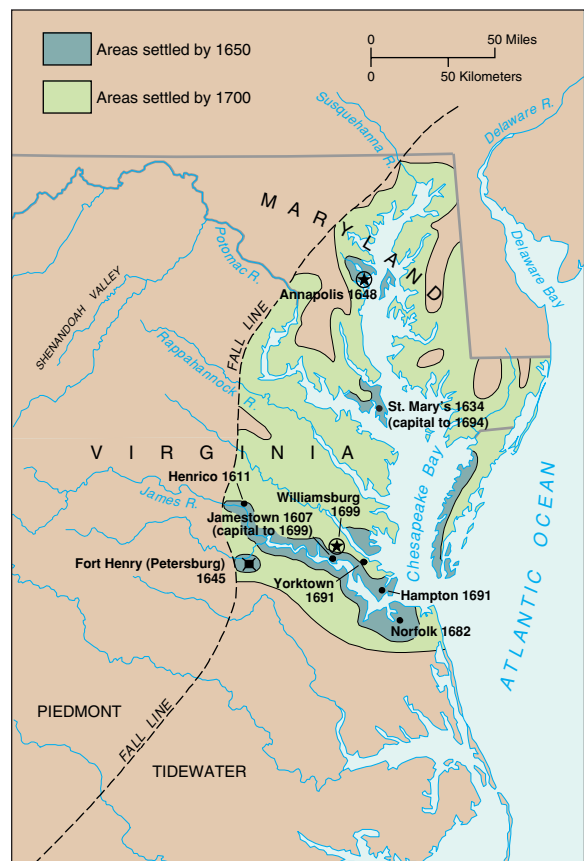 Areas settled by 1650
Areas settled by 1700
0 50 Miles
0 50 Kilometers
Susquehanna R.
Delaware R.
MARYLAND
Delaware Bay
Potomac R.
Annapolis 1648
SHENANDOAH VALLEY
FALL LINE
Rappahannock R.
St. Mary's 1634
(capital to 1694)
VIRGINIA
Chesapeake Bay
Henrico 1611
Williamsburg
1699
James R.
Jamestown 1607
(capital to 1699)
Fort Henry (Petersburg)
1645
Yorktown
1691
Hampton 1691
Norfolk 1682
ATLANTIC OCEAN
PIEDMONT
FALL LINE
TIDEWATER